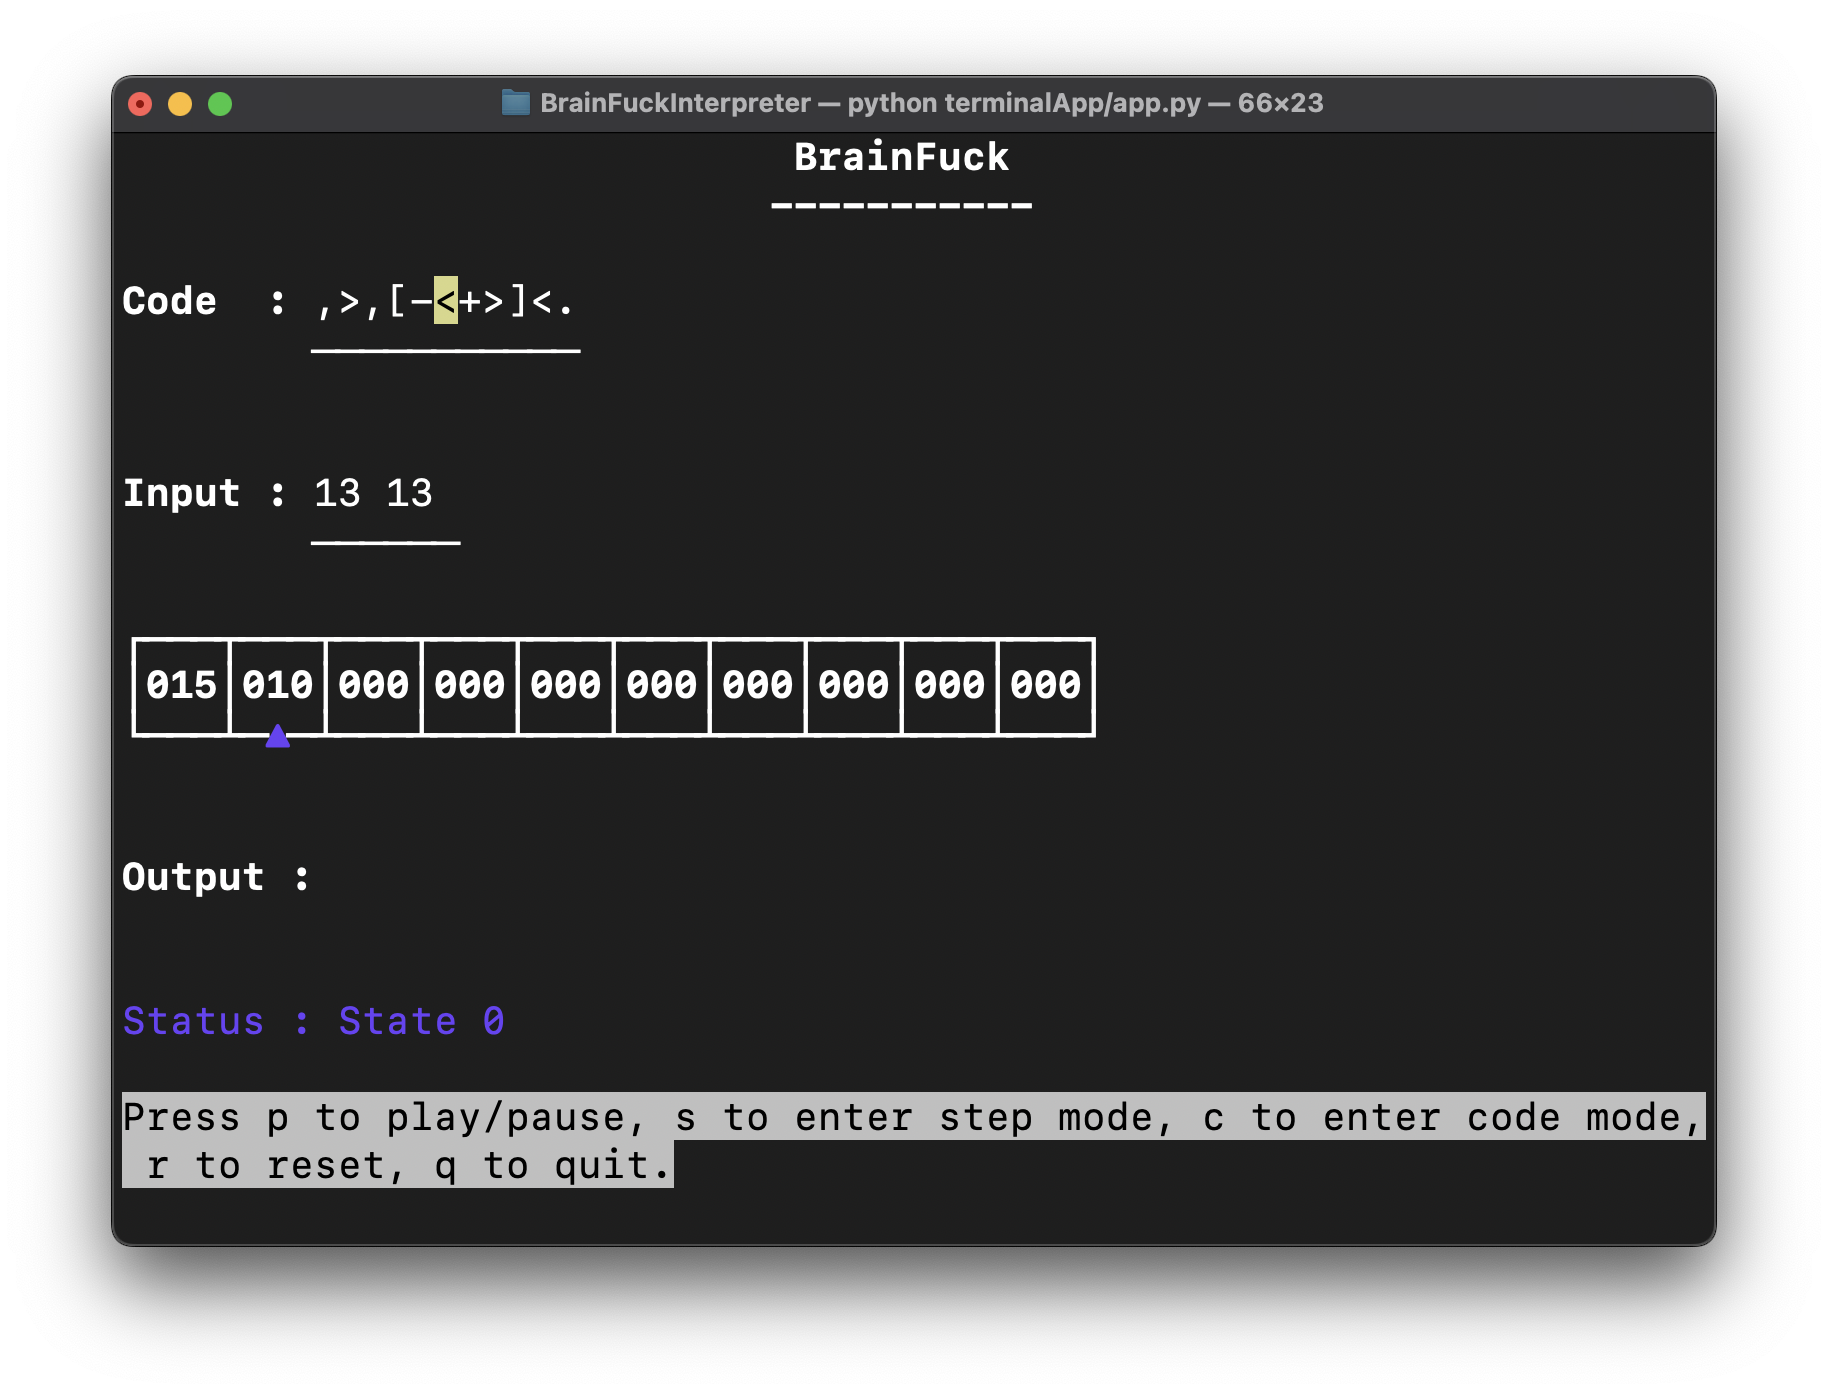 BrainFuckInterpreter — python terminalApp/app.py — 66×23
BrainFuck
-----------
Code  : ,>,[-<+>]<.
Input : 13 13
015 010 000 000 000 000 000 000 000 000
Output :
Status : State 0
Press p to play/pause, s to enter step mode, c to enter code mode,
r to reset, q to quit.